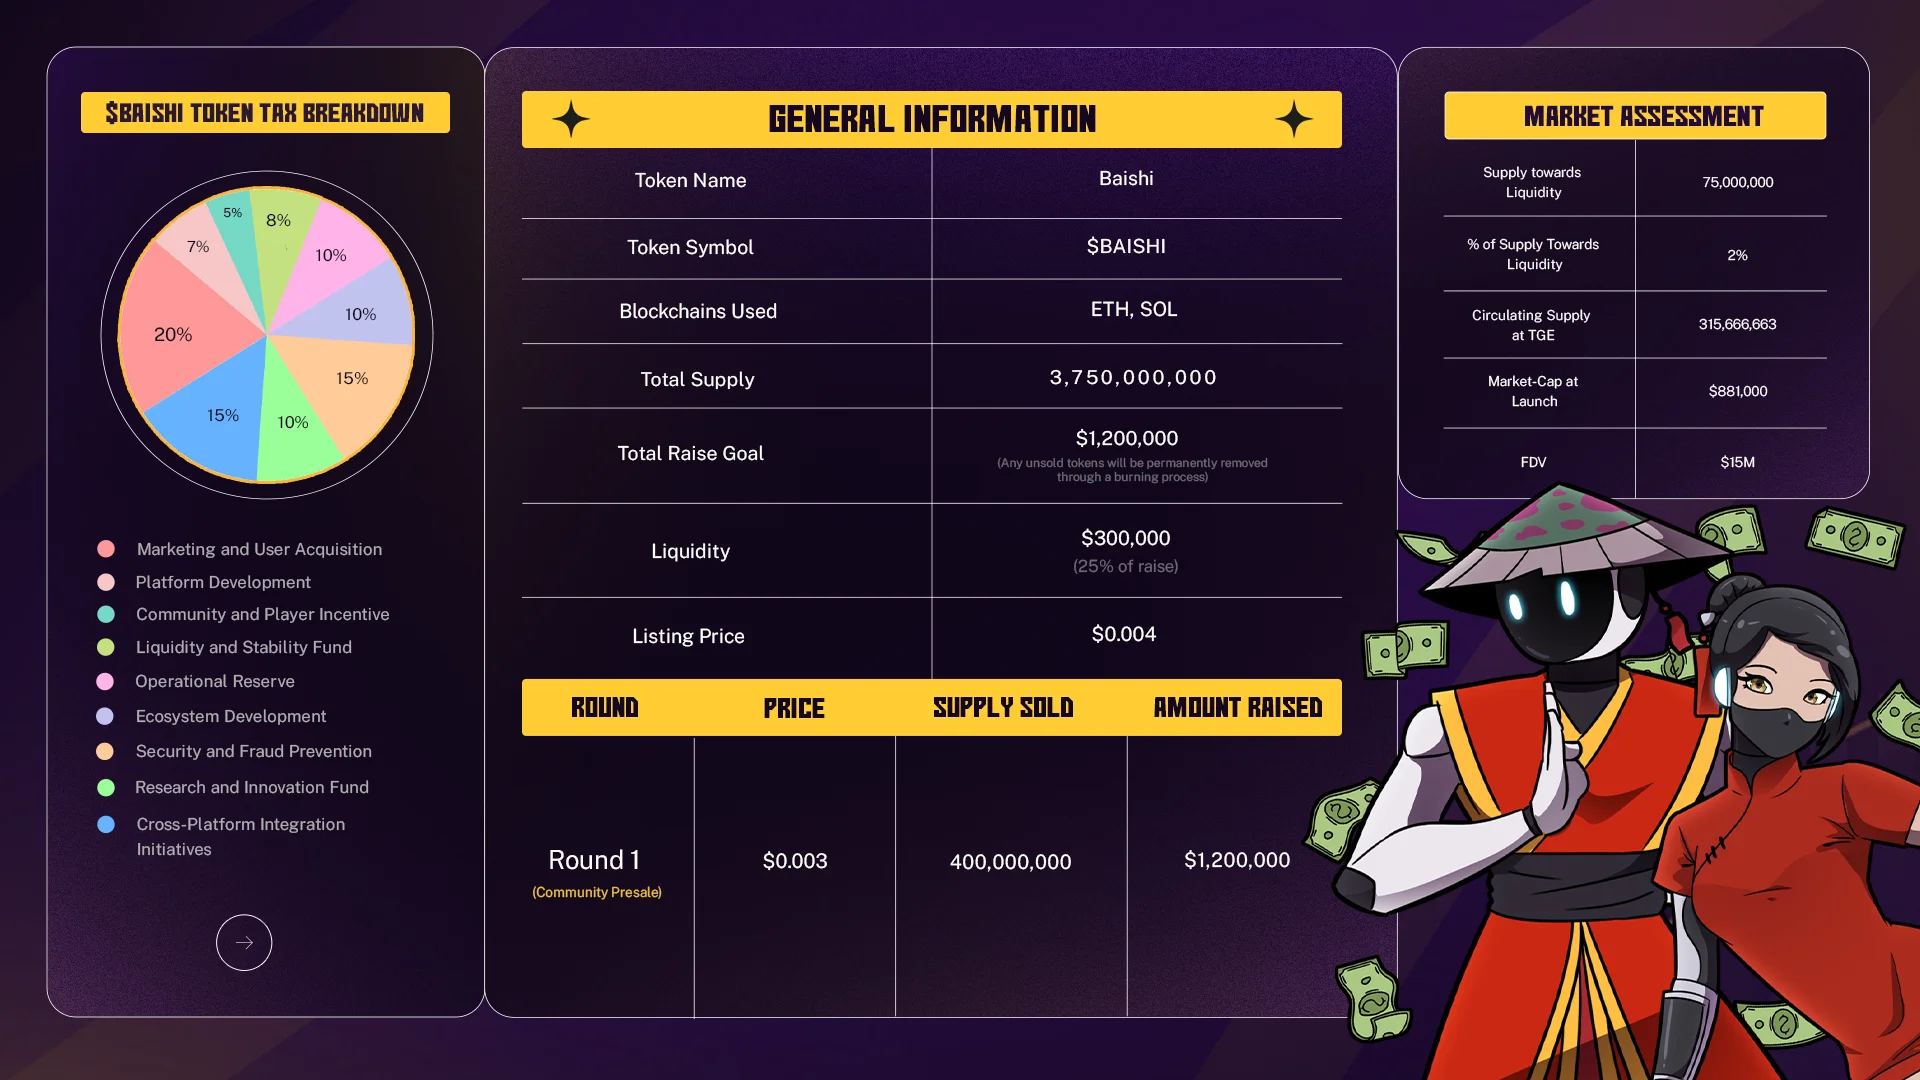 $BAISHI TOKEN TAX BREAKDOWN
5%
8%
7%
10%
10%
20%
15%
15%
10%
Marketing and User Acquisition
Platform Development
Community and Player Incentive
Liquidity and Stability Fund
Operational Reserve
Ecosystem Development
Security and Fraud Prevention
Research and Innovation Fund
Cross-Platform Integration
Initiatives
GENERAL INFORMATION
Token Name
Baishi
Token Symbol
$BAISHI
Blockchains Used
ETH, SOL
Total Supply
3,750,000,000
Total Raise Goal
$1,200,000
(Any unsold tokens will be permanently removed
through a burning process)
Liquidity
$300,000
(25% of raise)
Listing Price
$0.004
ROUND PRICE SUPPLY SOLD AMOUNT RAISED
Round 1
(Community Presale)
$0.003
400,000,000
$1,200,000
MARKET ASSESSMENT
Supply towards
Liquidity
75,000,000
% of Supply Towards
Liquidity
2%
Circulating Supply
at TGE
315,666,663
Market-Cap at
Launch
$881,000
FDV
$15M